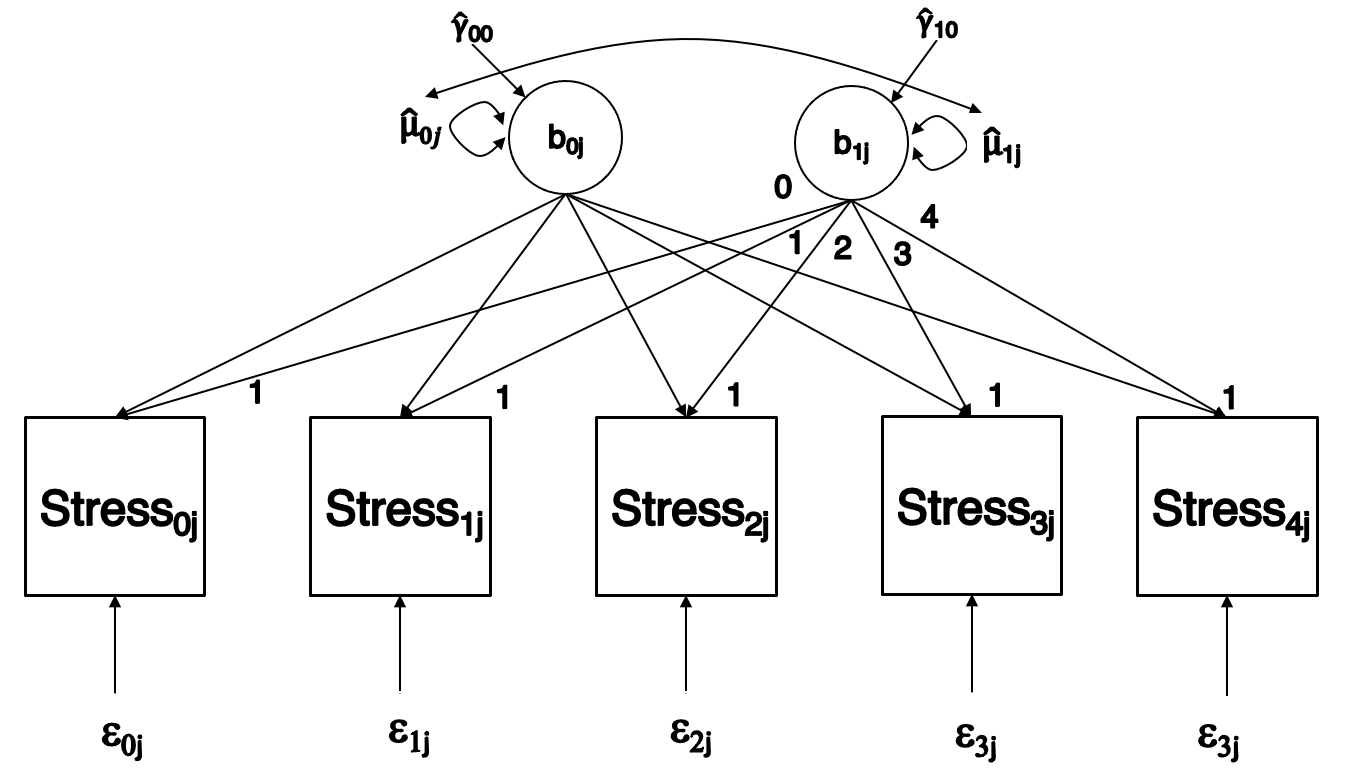 γ̂₀₀ γ̂₁₀
μ̂₀ⱼ b₀ⱼ b₁ⱼ μ̂₁ⱼ
0 4
1 2 3
1 1 1 1 1
Stress₀ⱼ Stress₁ⱼ Stress₂ⱼ Stress₃ⱼ Stress₄ⱼ
ε₀ⱼ ε₁ⱼ ε₂ⱼ ε₃ⱼ ε₃ⱼ